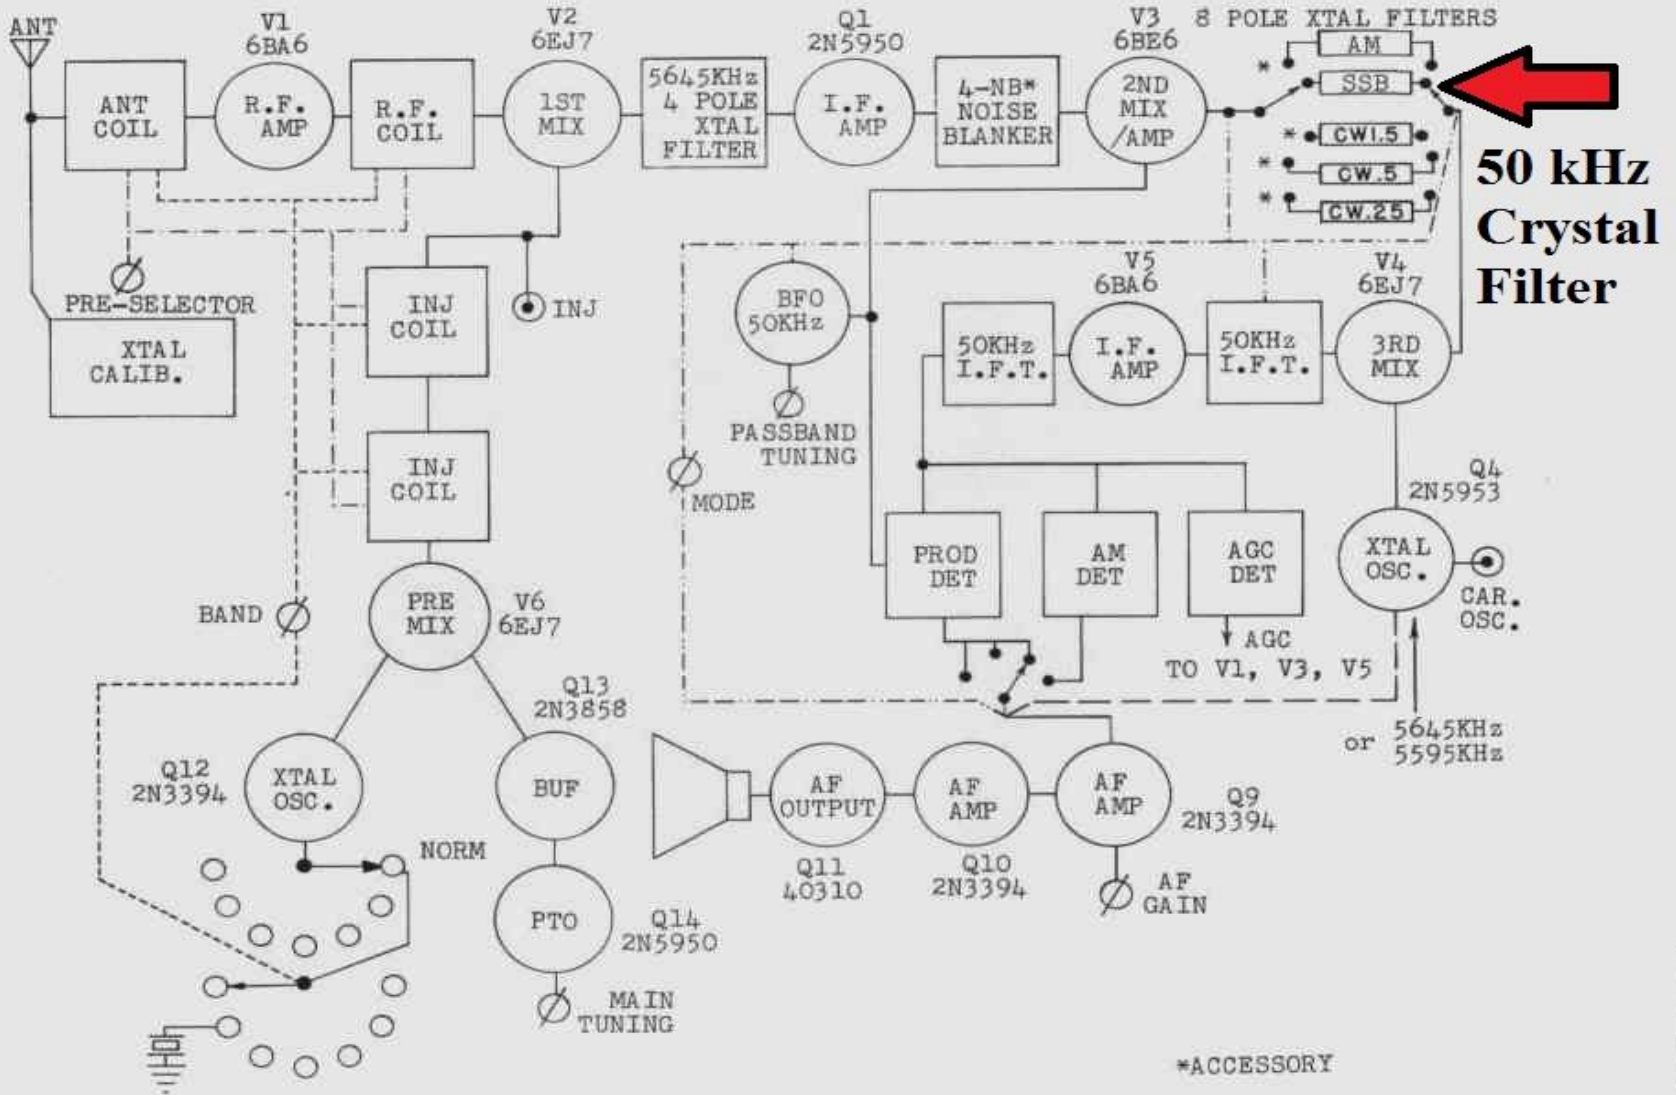 ANT
V1
6BA6
V2
6EJ7
Q1
2N5950
V3
6BE6
8 POLE XTAL FILTERS
ANT
COIL
R.F.
AMP
R.F.
COIL
1ST
MIX
5645KHz
4 POLE
XTAL
FILTER
I.F.
AMP
4-NB*
NOISE
BLANKER
2ND
MIX
/AMP
AM
*
SSB
* CW1.5
* CW.5
* CW.25
50 kHz
Crystal
Filter
PRE-SELECTOR
XTAL
CALIB.
INJ
COIL
INJ
BFO
50KHz
PASSBAND
TUNING
V5
6BA6
V4
6EJ7
50KHz
I.F.T.
I.F.
AMP
50KHz
I.F.T.
3RD
MIX
INJ
COIL
MODE
Q4
2N5953
PROD
DET
AM
DET
AGC
DET
XTAL
OSC.
CAR.
OSC.
BAND
PRE
MIX
V6
6EJ7
AGC
TO V1, V3, V5
or 5645KHz
5595KHz
Q13
2N3858
Q12
2N3394
XTAL
OSC.
BUF
AF
OUTPUT
AF
AMP
AF
AMP
Q9
2N3394
NORM
Q11
40310
Q10
2N3394
AF
GAIN
PTO
Q14
2N5950
MAIN
TUNING
*ACCESSORY